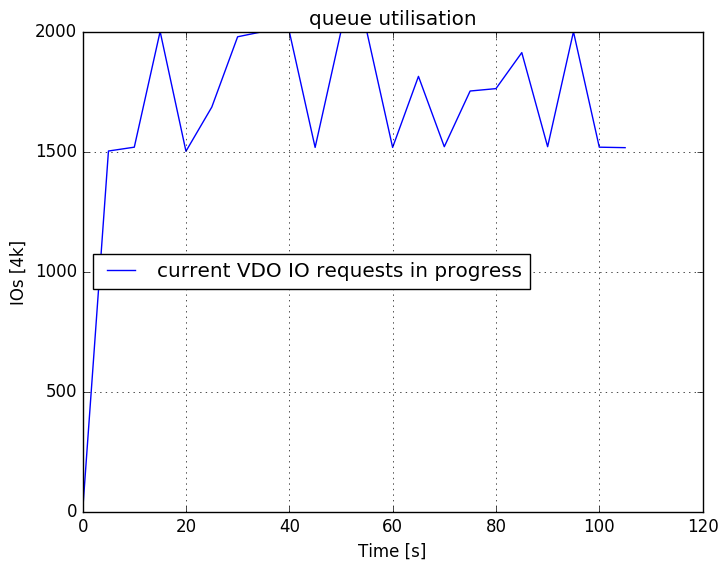 queue utilisation
2000
1500
1000
500
0
IOs [4k]
current VDO IO requests in progress
0 20 40 60 80 100 120
Time [s]